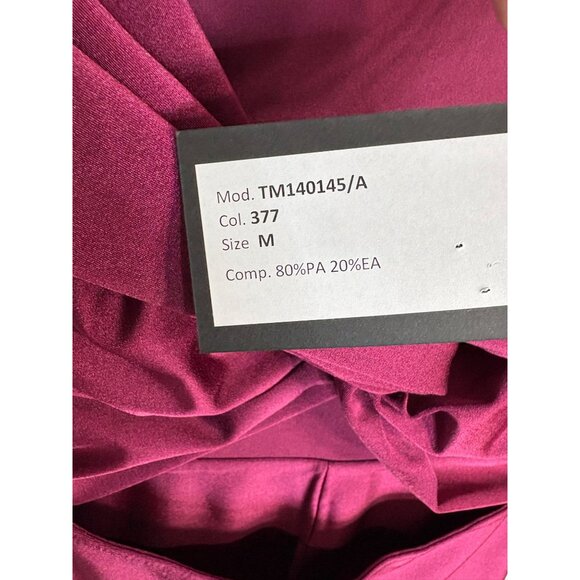 Mod. TM140145/A
Col. 377
Size M
Comp. 80%PA 20%EA